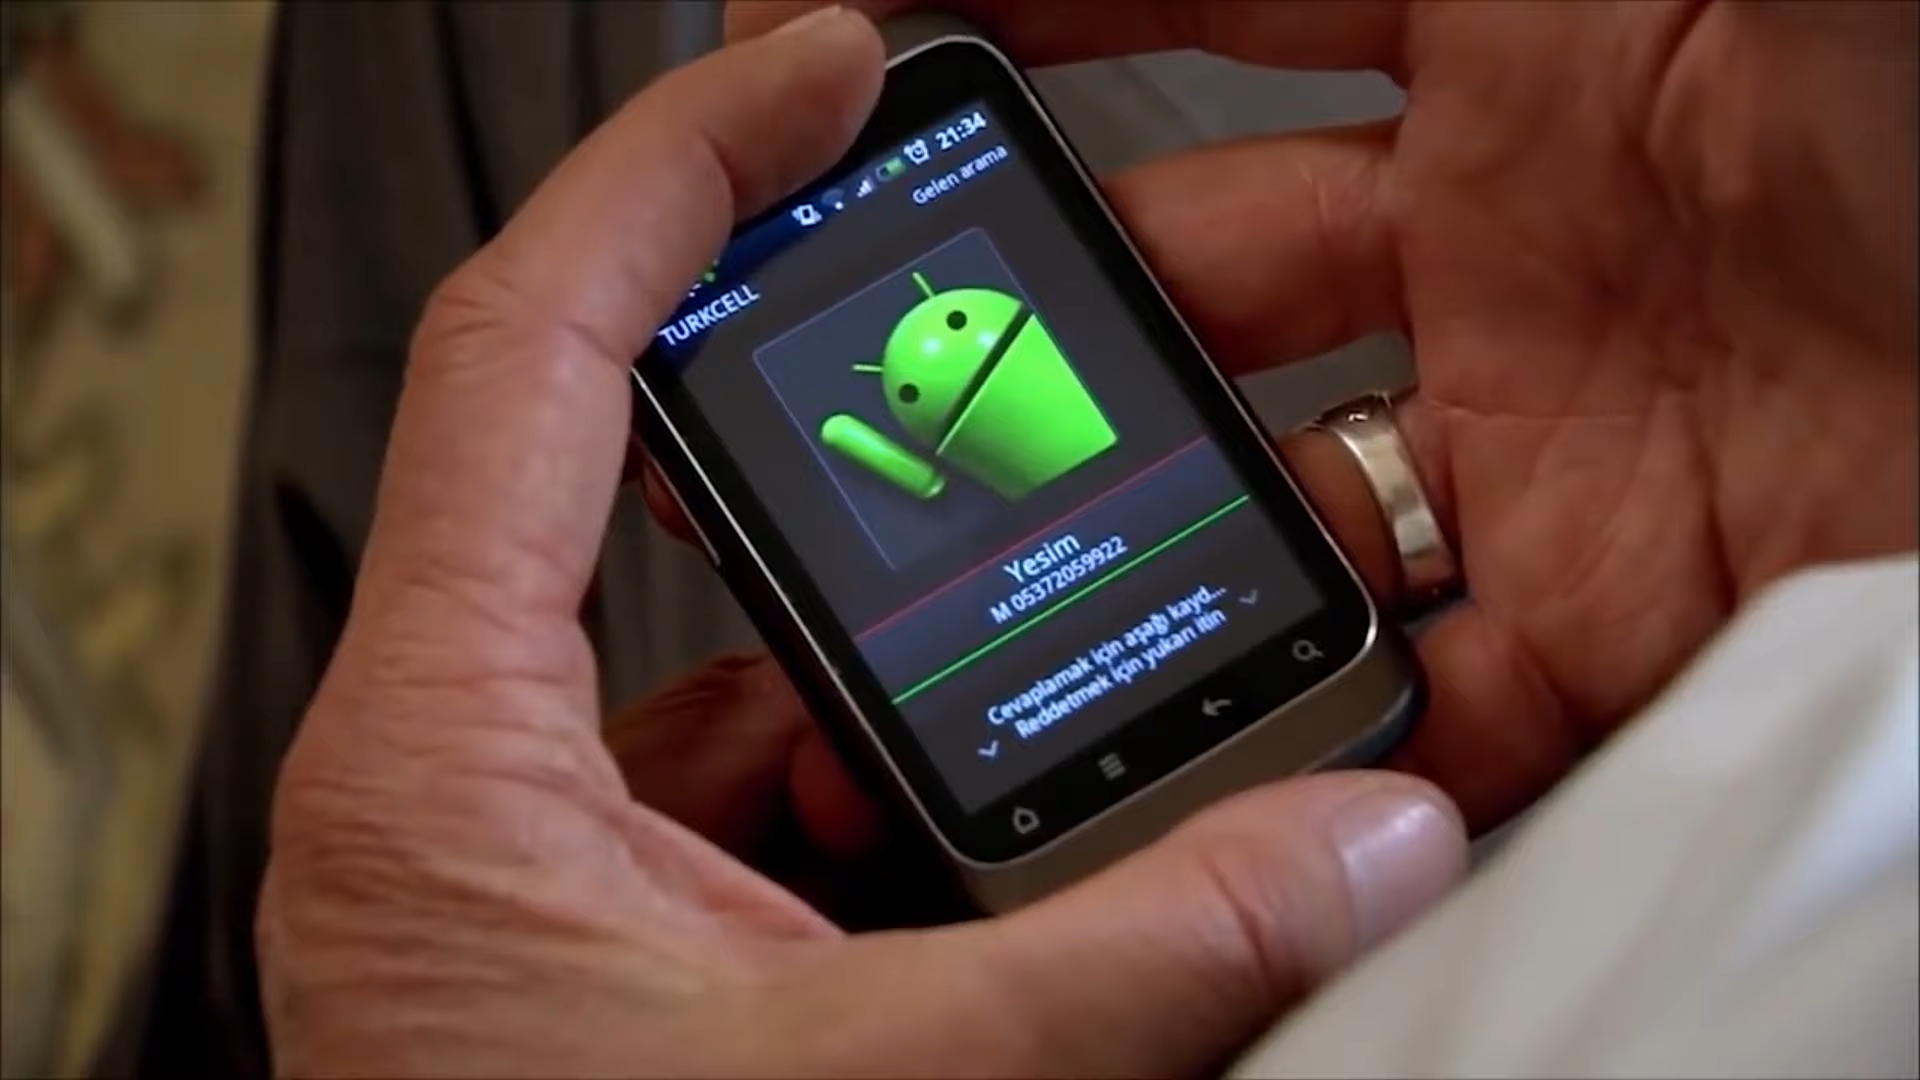 21:34
Gelen arama
TURKCELL
Yesim
M 05372059922
Cevaplamak için aşağı kayd...
Reddetmek için yukarı itin